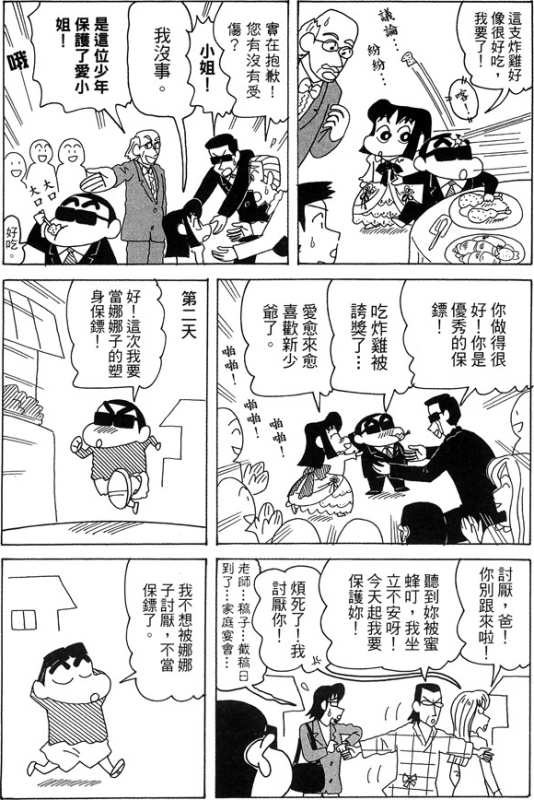 這支炸雞好
像很好吃，
我要了！
喀…
議論…
紛紛…
實在抱歉！
您有沒有受
傷？
小姐！
我沒事。
是這位少年
保護了愛小
姐！
哦
大口
大口
好吃。
你做得很
好！你是
優秀的保
鏢！
吃炸雞被
誇獎了…
愛愈來愈
喜歡新少
爺了。
啪啪！
啪啪！
啪啪！
第二天
好！這次我要
當娜娜子的塑
身保鏢！
討厭，爸！
你別跟來啦！
聽到妳被蜜
蜂叮，我坐
立不安呀！
今天起我要
保護妳！
煩死了！我
討厭你！
老師…稿子…截稿日
到了…家庭宴會…
我不想被娜娜
子討厭，不當
保鏢了。